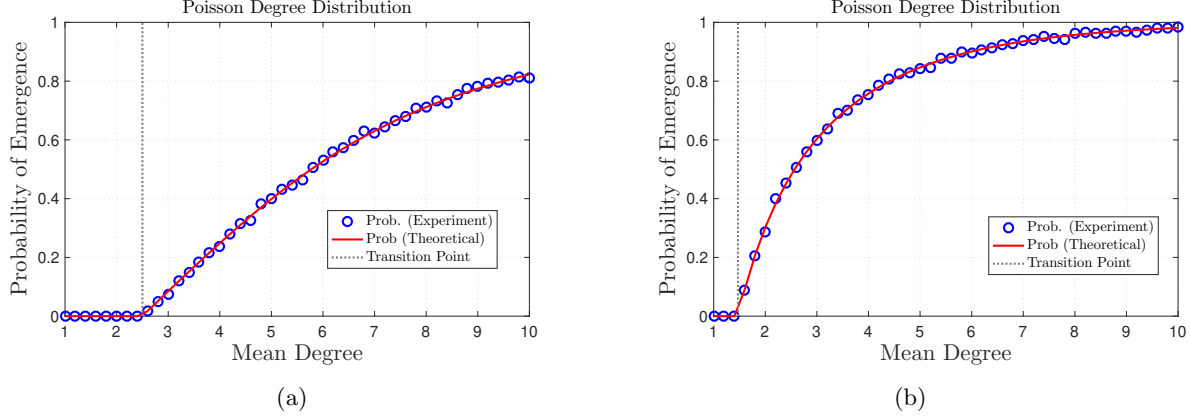 Poisson Degree Distribution
Probability of Emergence
1
0.8
0.6
0.4
0.2
0
Prob. (Experiment)
Prob (Theoretical)
Transition Point
1 2 3 4 5 6 7 8 9 10
Mean Degree
(a)
Poisson Degree Distribution
Probability of Emergence
1
0.8
0.6
0.4
0.2
0
Prob. (Experiment)
Prob (Theoretical)
Transition Point
1 2 3 4 5 6 7 8 9 10
Mean Degree
(b)